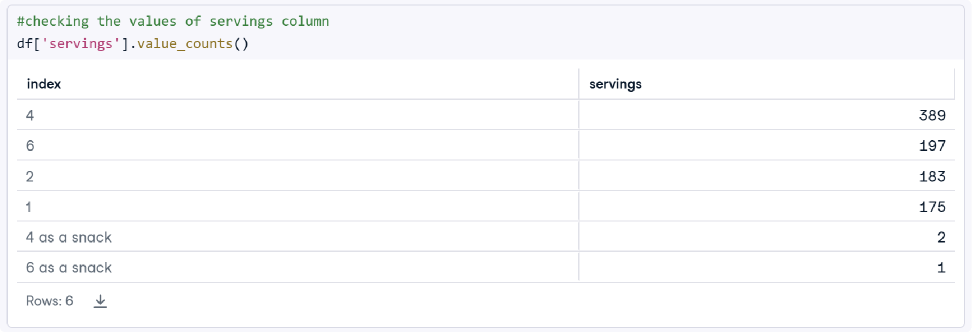 #checking the values of servings column
df['servings'].value_counts()
index servings
4 389
6 197
2 183
1 175
4 as a snack 2
6 as a snack 1
Rows: 6